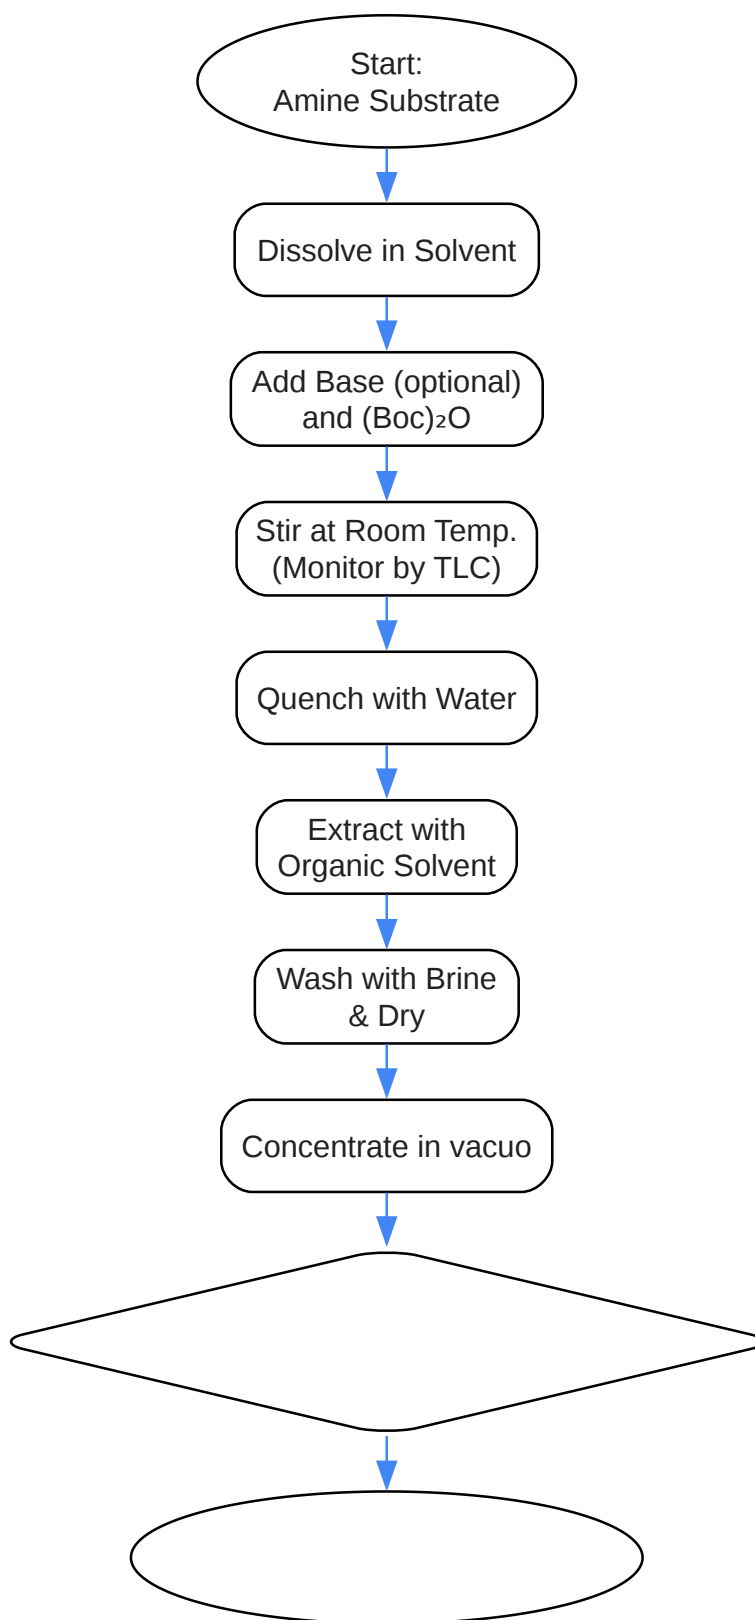 Start:
Amine Substrate
Dissolve in Solvent
Add Base (optional)
and (Boc)₂O
Stir at Room Temp.
(Monitor by TLC)
Quench with Water
Extract with
Organic Solvent
Wash with Brine
& Dry
Concentrate in vacuo